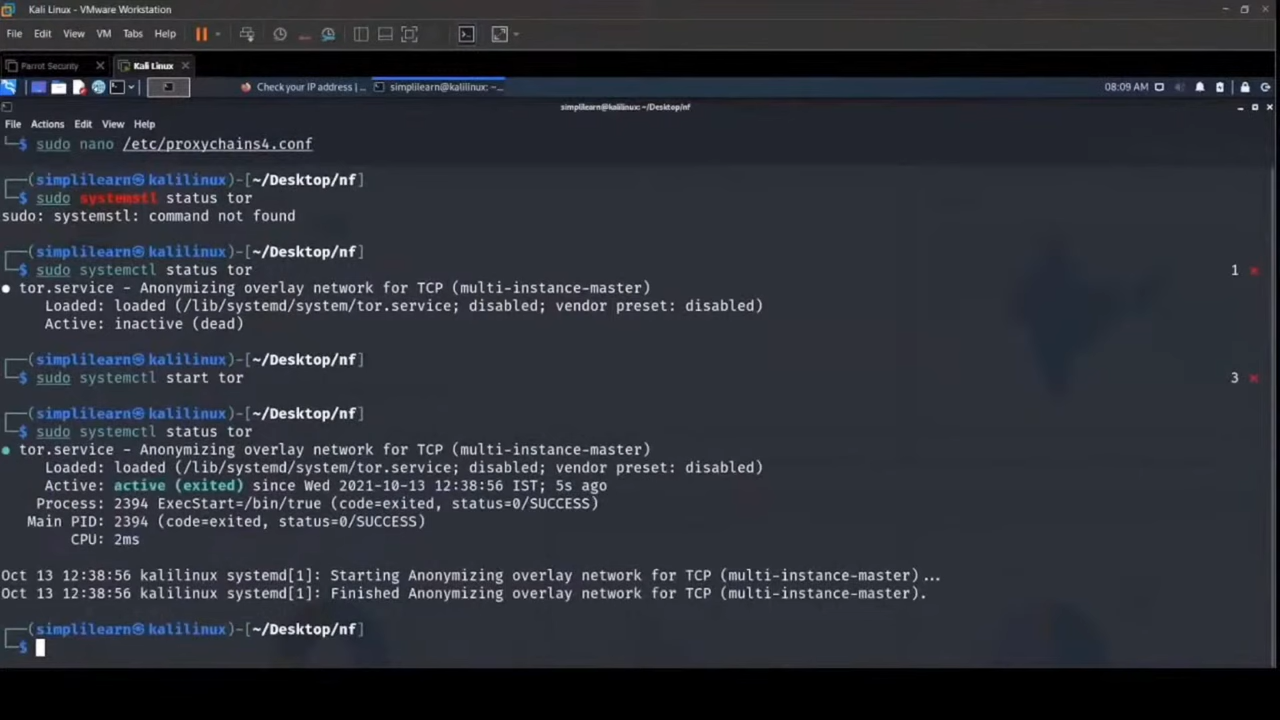 Kali Linux - VMware Workstation
File Edit View VM Tabs Help
Parrot Security Kali Linux
Check your IP address | ... simplilearn@kalilinux: ~... 08:09 AM
simplilearn@kalilinux: ~/Desktop/nf
File Actions Edit View Help
└─$ sudo nano /etc/proxychains4.conf
┌──(simplilearn㉿kalilinux)-[~/Desktop/nf]
└─$ sudo systemstl status tor
sudo: systemstl: command not found
┌──(simplilearn㉿kalilinux)-[~/Desktop/nf]
└─$ sudo systemctl status tor 1 ⨯
● tor.service - Anonymizing overlay network for TCP (multi-instance-master)
Loaded: loaded (/lib/systemd/system/tor.service; disabled; vendor preset: disabled)
Active: inactive (dead)
┌──(simplilearn㉿kalilinux)-[~/Desktop/nf]
└─$ sudo systemctl start tor 3 ⨯
┌──(simplilearn㉿kalilinux)-[~/Desktop/nf]
└─$ sudo systemctl status tor
● tor.service - Anonymizing overlay network for TCP (multi-instance-master)
Loaded: loaded (/lib/systemd/system/tor.service; disabled; vendor preset: disabled)
Active: active (exited) since Wed 2021-10-13 12:38:56 IST; 5s ago
Process: 2394 ExecStart=/bin/true (code=exited, status=0/SUCCESS)
Main PID: 2394 (code=exited, status=0/SUCCESS)
CPU: 2ms
Oct 13 12:38:56 kalilinux systemd[1]: Starting Anonymizing overlay network for TCP (multi-instance-master)...
Oct 13 12:38:56 kalilinux systemd[1]: Finished Anonymizing overlay network for TCP (multi-instance-master).
┌──(simplilearn㉿kalilinux)-[~/Desktop/nf]
└─$